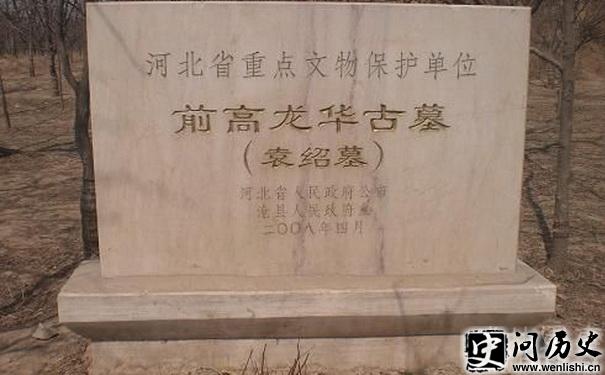 河北省重点文物保护单位
前高龙华古墓
（袁绍墓）
河北省人民政府公布
沧县人民政府立
二〇〇八年四月
问历史
www.wenlishi.cn